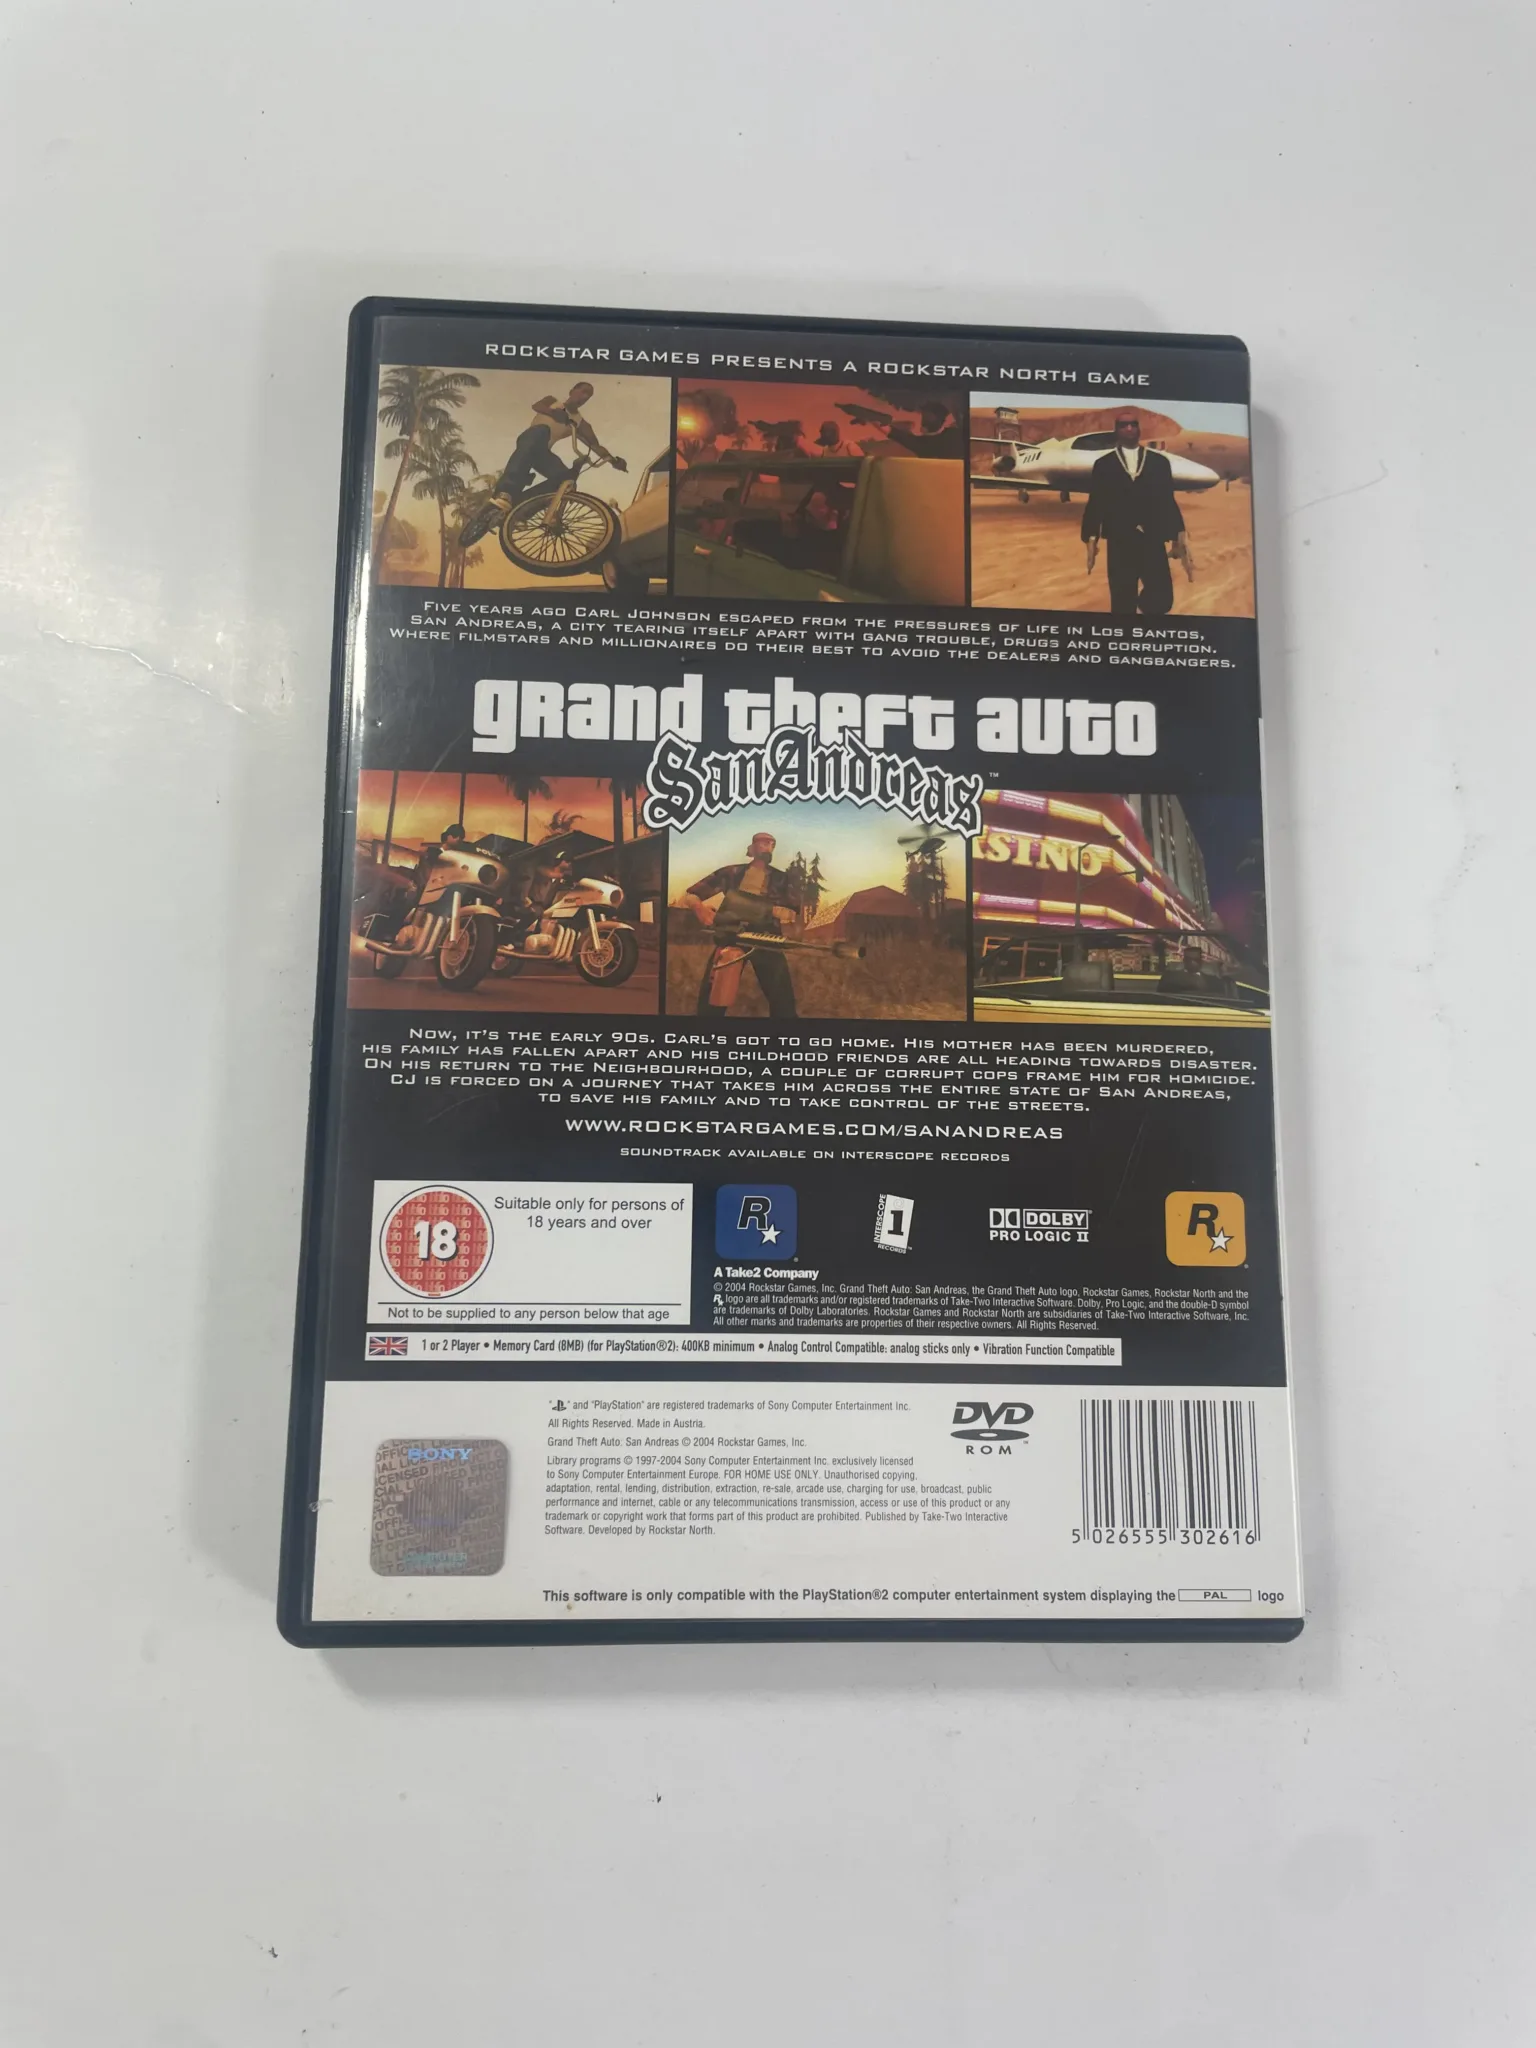 ROCKSTAR GAMES PRESENTS A ROCKSTAR NORTH GAME
FIVE YEARS AGO CARL JOHNSON ESCAPED FROM THE PRESSURES OF LIFE IN LOS SANTOS,
SAN ANDREAS, A CITY TEARING ITSELF APART WITH GANG TROUBLE, DRUGS AND CORRUPTION.
WHERE FILMSTARS AND MILLIONAIRES DO THEIR BEST TO AVOID THE DEALERS AND GANGBANGERS.
grand theft auto
San Andreas™
SINO
NOW, IT'S THE EARLY 90S. CARL'S GOT TO GO HOME. HIS MOTHER HAS BEEN MURDERED,
HIS FAMILY HAS FALLEN APART AND HIS CHILDHOOD FRIENDS ARE ALL HEADING TOWARDS DISASTER.
ON HIS RETURN TO THE NEIGHBOURHOOD, A COUPLE OF CORRUPT COPS FRAME HIM FOR HOMICIDE.
CJ IS FORCED ON A JOURNEY THAT TAKES HIM ACROSS THE ENTIRE STATE OF SAN ANDREAS,
TO SAVE HIS FAMILY AND TO TAKE CONTROL OF THE STREETS.
WWW.ROCKSTARGAMES.COM/SANANDREAS
SOUNDTRACK AVAILABLE ON INTERSCOPE RECORDS
18
Suitable only for persons of
18 years and over
Not to be supplied to any person below that age
R
A Take2 Company
INTERSCOPE
1
RECORDS
DOLBY
PRO LOGIC II
R
© 2004 Rockstar Games, Inc. Grand Theft Auto: San Andreas, the Grand Theft Auto logo, Rockstar Games, Rockstar North and the
R logo are all trademarks and/or registered trademarks of Take-Two Interactive Software. Dolby, Pro Logic, and the double-D symbol
are trademarks of Dolby Laboratories. Rockstar Games and Rockstar North are subsidiaries of Take-Two Interactive Software, Inc.
All other marks and trademarks are properties of their respective owners. All Rights Reserved.
1 or 2 Player • Memory Card (8MB) (for PlayStation®2): 400KB minimum • Analog Control Compatible: analog sticks only • Vibration Function Compatible
SONY
COMPUTER
" " and "PlayStation" are registered trademarks of Sony Computer Entertainment Inc.
All Rights Reserved. Made in Austria.
Grand Theft Auto: San Andreas © 2004 Rockstar Games, Inc.
Library programs © 1997-2004 Sony Computer Entertainment Inc. exclusively licensed
to Sony Computer Entertainment Europe. FOR HOME USE ONLY. Unauthorised copying,
adaptation, rental, lending, distribution, extraction, re-sale, arcade use, charging for use, broadcast, public
performance and internet, cable or any telecommunications transmission, access or use of this product or any
trademark or copyright work that forms part of this product are prohibited. Published by Take-Two Interactive
Software. Developed by Rockstar North.
DVD
ROM
5 026555 302616
This software is only compatible with the PlayStation®2 computer entertainment system displaying the PAL logo